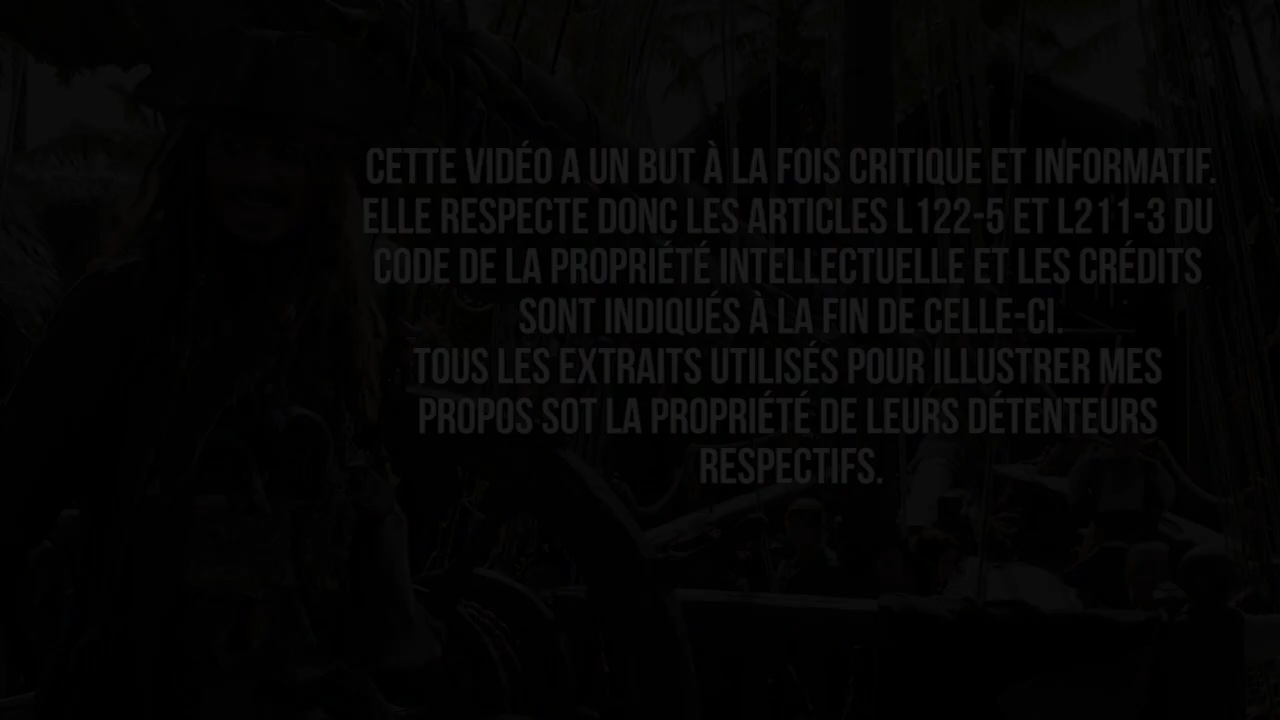 CETTE VIDÉO A UN BUT À LA FOIS CRITIQUE ET INFORMATIF.
ELLE RESPECTE DONC LES ARTICLES L122-5 ET L211-3 DU
CODE DE LA PROPRIÉTÉ INTELLECTUELLE ET LES CRÉDITS
SONT INDIQUÉS À LA FIN DE CELLE-CI.
TOUS LES EXTRAITS UTILISÉS POUR ILLUSTRER MES
PROPOS SOT LA PROPRIÉTÉ DE LEURS DÉTENTEURS
RESPECTIFS.